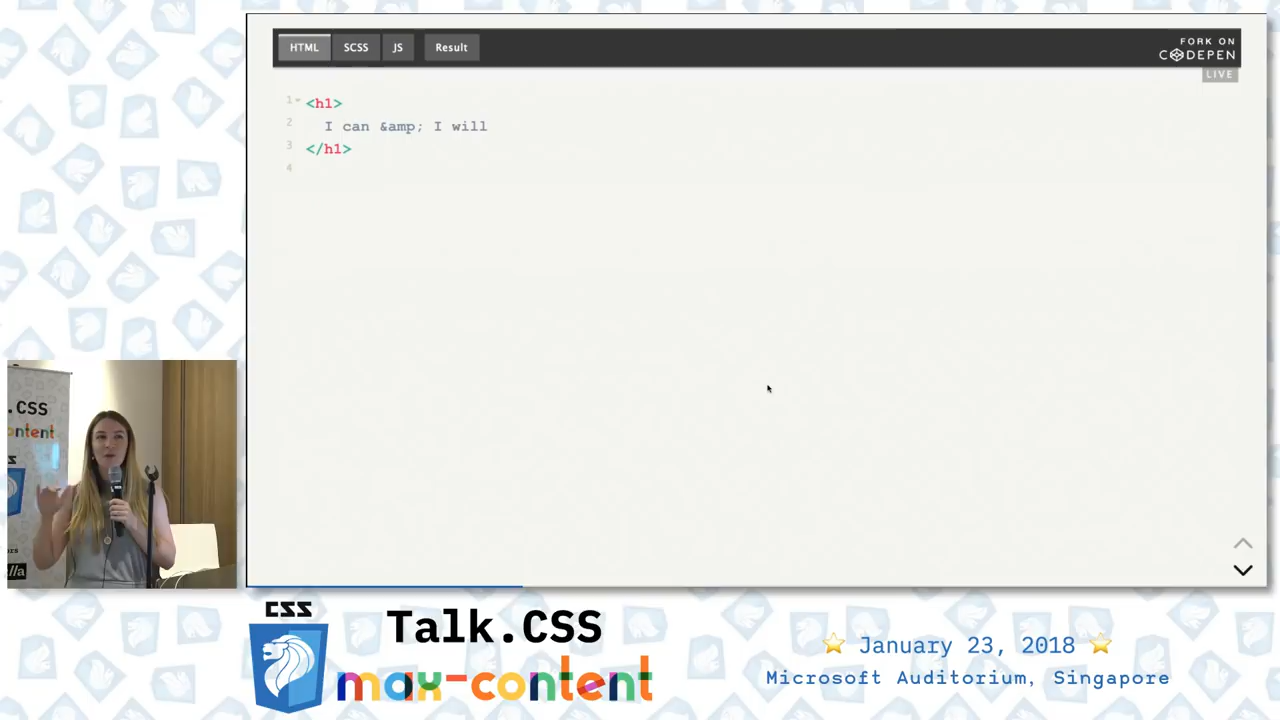 HTML
SCSS
JS
Result
FORK ON
CODEPEN
LIVE
1
<h1>
2
I can &amp; I will
3
</h1>
4
.CSS
ontent
CSS
Talk.CSS
max-content
January 23, 2018
Microsoft Auditorium, Singapore